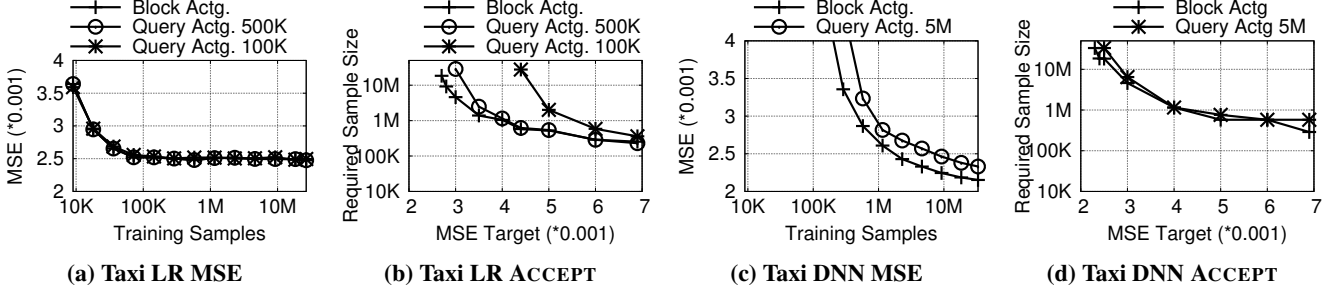 Block Actg.
Query Actg. 500K
Query Actg. 100K
MSE (*0.001)
4
3.5
3
2.5
2
10K 100K 1M 10M
Training Samples
(a) Taxi LR MSE
Block Actg.
Query Actg. 500K
Query Actg. 100K
Required Sample Size
10M
1M
100K
10K
2 3 4 5 6 7
MSE Target (*0.001)
(b) Taxi LR ACCEPT
Block Actg.
Query Actg. 5M
MSE (*0.001)
4
3.5
3
2.5
2
10K 100K 1M 10M
Training Samples
(c) Taxi DNN MSE
Block Actg
Query Actg 5M
Required Sample Size
10M
1M
100K
10K
2 3 4 5 6 7
MSE Target (*0.001)
(d) Taxi DNN ACCEPT